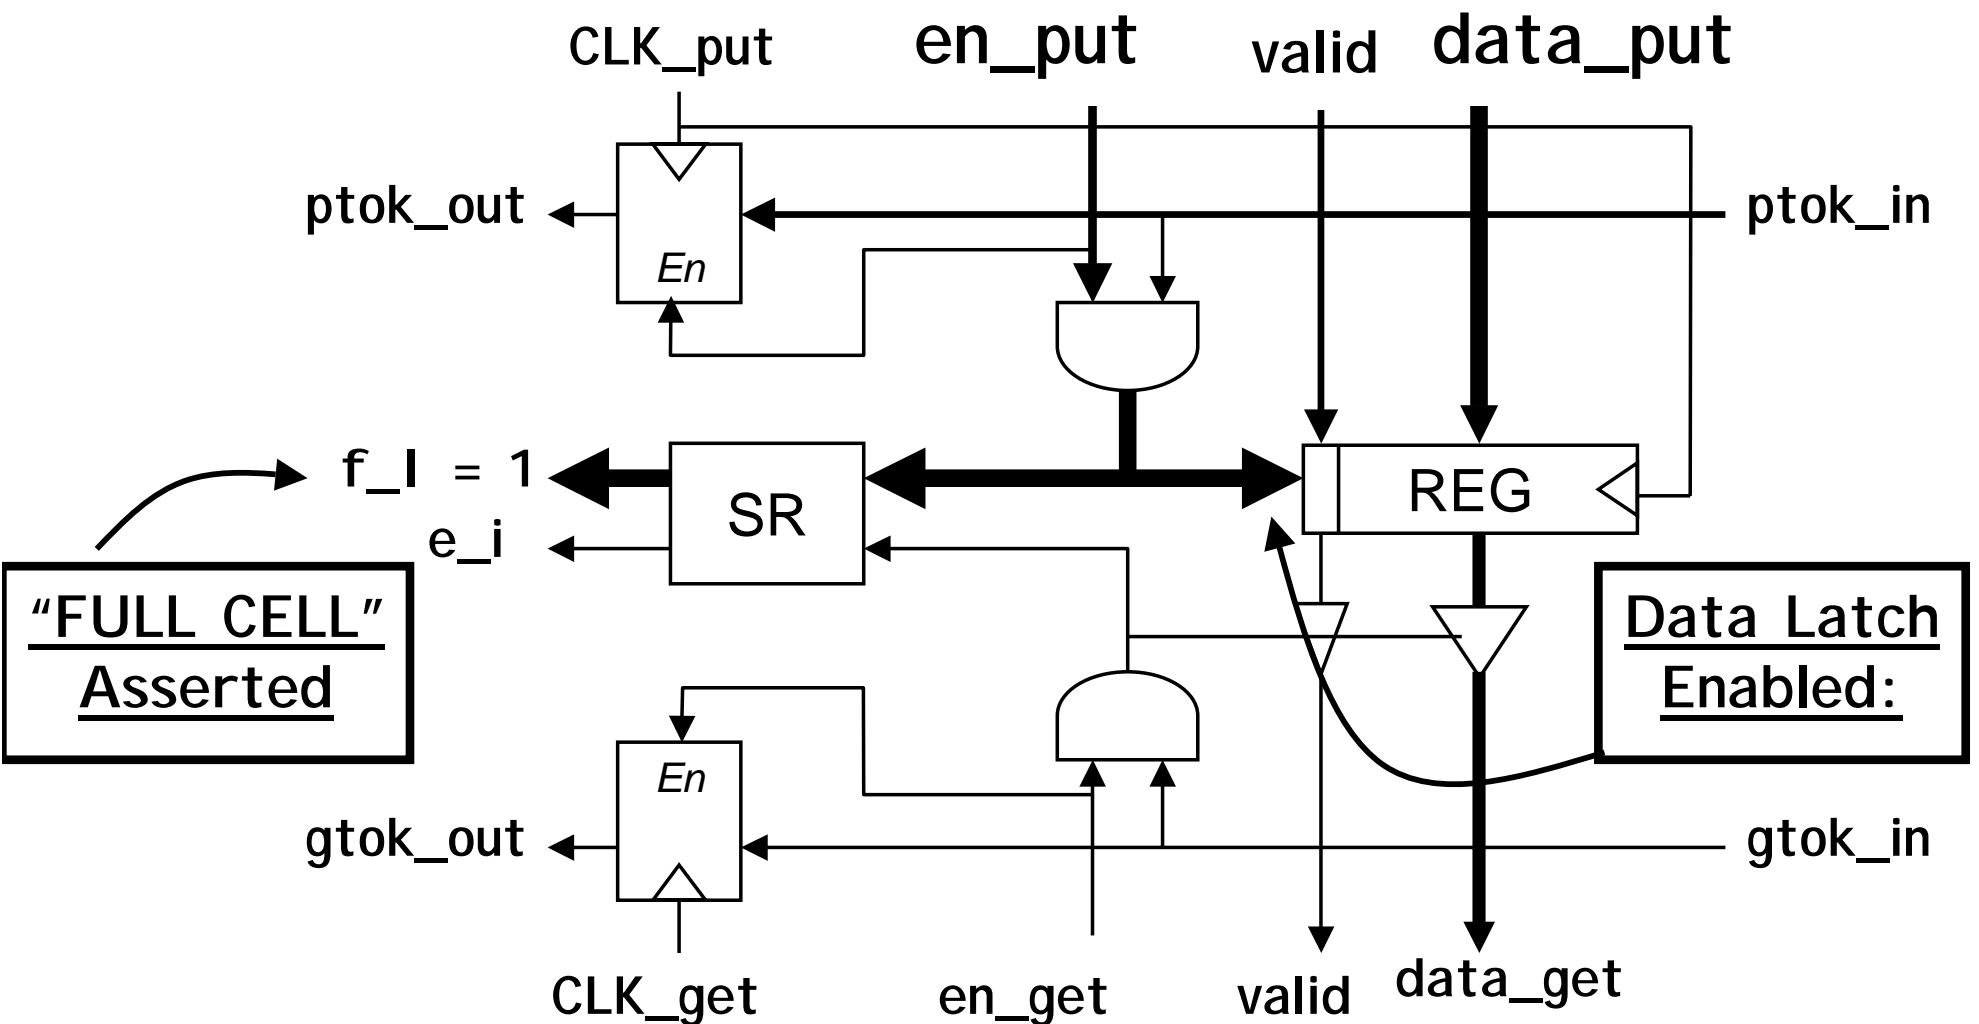 CLK_put en_put valid data_put
ptok_out ptok_in
En
f_I = 1
SR REG
e_i
“FULL CELL”
Asserted
Data Latch
Enabled:
En
gtok_out gtok_in
CLK_get en_get valid data_get